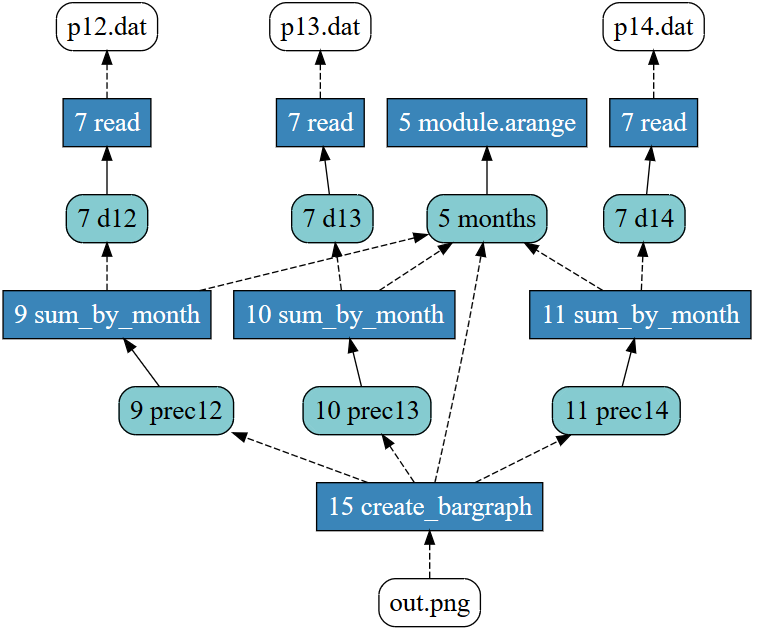 p12.dat
p13.dat
p14.dat
7 read
7 read
5 module.arange
7 read
7 d12
7 d13
5 months
7 d14
9 sum_by_month
10 sum_by_month
11 sum_by_month
9 prec12
10 prec13
11 prec14
15 create_bargraph
out.png